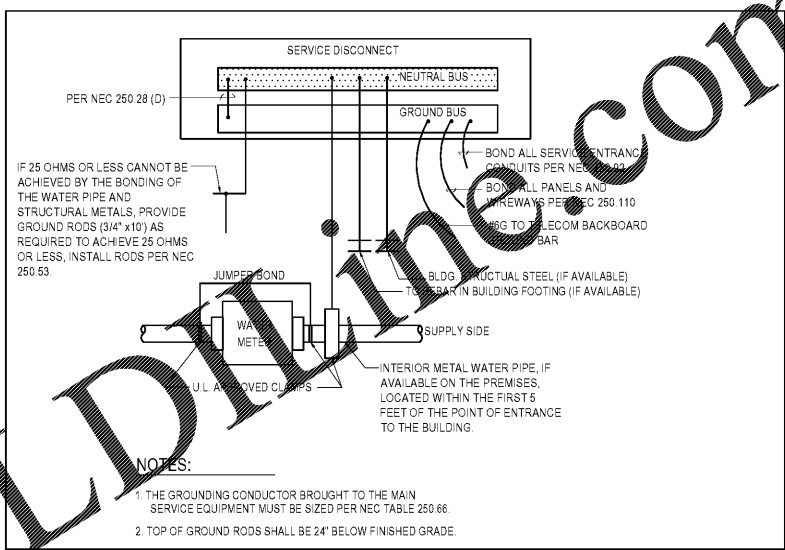 SERVICE DISCONNECT
NEUTRAL BUS
PER NEC 250.28 (D)
GROUND BUS
BOND ALL SERVICE ENTRANCE
CONDUITS PER NEC
BOND ALL PANELS AND
WIREWAYS PER NEC 250.110
#6G TO TELECOM BACKBOARD
BAR
IF 25 OHMS OR LESS CANNOT BE
ACHIEVED BY THE BONDING OF
THE WATER PIPE AND
STRUCTURAL METALS, PROVIDE
GROUND RODS (3/4" x10') AS
REQUIRED TO ACHIEVE 25 OHMS
OR LESS, INSTALL RODS PER NEC
250.53.
BLDG. STRUCTUAL STEEL (IF AVAILABLE)
TO REBAR IN BUILDING FOOTING (IF AVAILABLE)
JUMPER BOND
WATER
METER
SUPPLY SIDE
U.L. APPROVED CLAMPS
INTERIOR METAL WATER PIPE, IF
AVAILABLE ON THE PREMISES,
LOCATED WITHIN THE FIRST 5
FEET OF THE POINT OF ENTRANCE
TO THE BUILDING.
NOTES:
1. THE GROUNDING CONDUCTOR BROUGHT TO THE MAIN
SERVICE EQUIPMENT MUST BE SIZED PER NEC TABLE 250.66.
2. TOP OF GROUND RODS SHALL BE 24" BELOW FINISHED GRADE.
LDILine.com